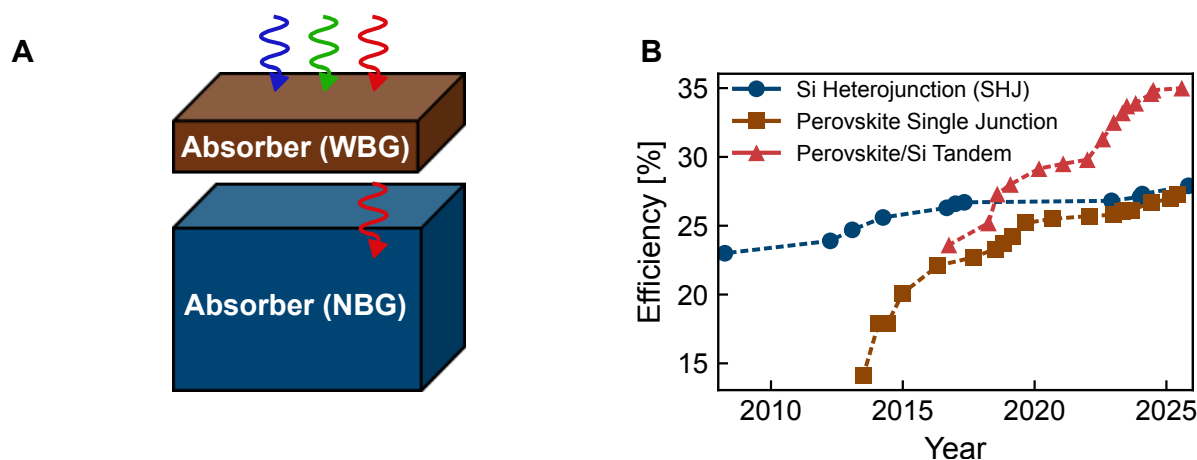 A
Absorber (WBG)
Absorber (NBG)
B
Si Heterojunction (SHJ)
Perovskite Single Junction
Perovskite/Si Tandem
Efficiency [%]
35
30
25
20
15
2010
2015
2020
2025
Year